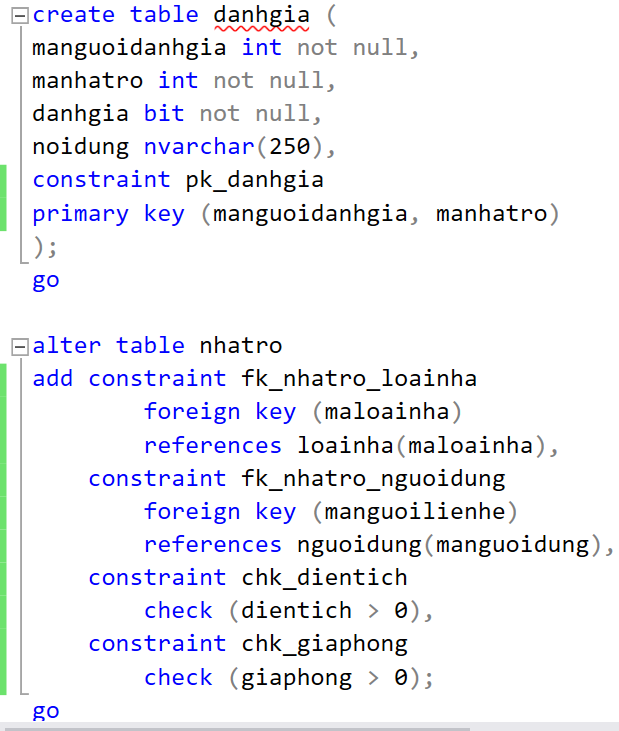 create table danhgia (
manguoidanhgia int not null,
manhatro int not null,
danhgia bit not null,
noidung nvarchar(250),
constraint pk_danhgia
primary key (manguoidanhgia, manhatro)
);
go
alter table nhatro
add constraint fk_nhatro_loainha
foreign key (maloainha)
references loainha(maloainha),
constraint fk_nhatro_nguoidung
foreign key (manguoilienhe)
references nguoidung(manguoidung),
constraint chk_dientich
check (dientich > 0),
constraint chk_giaphong
check (giaphong > 0);
go